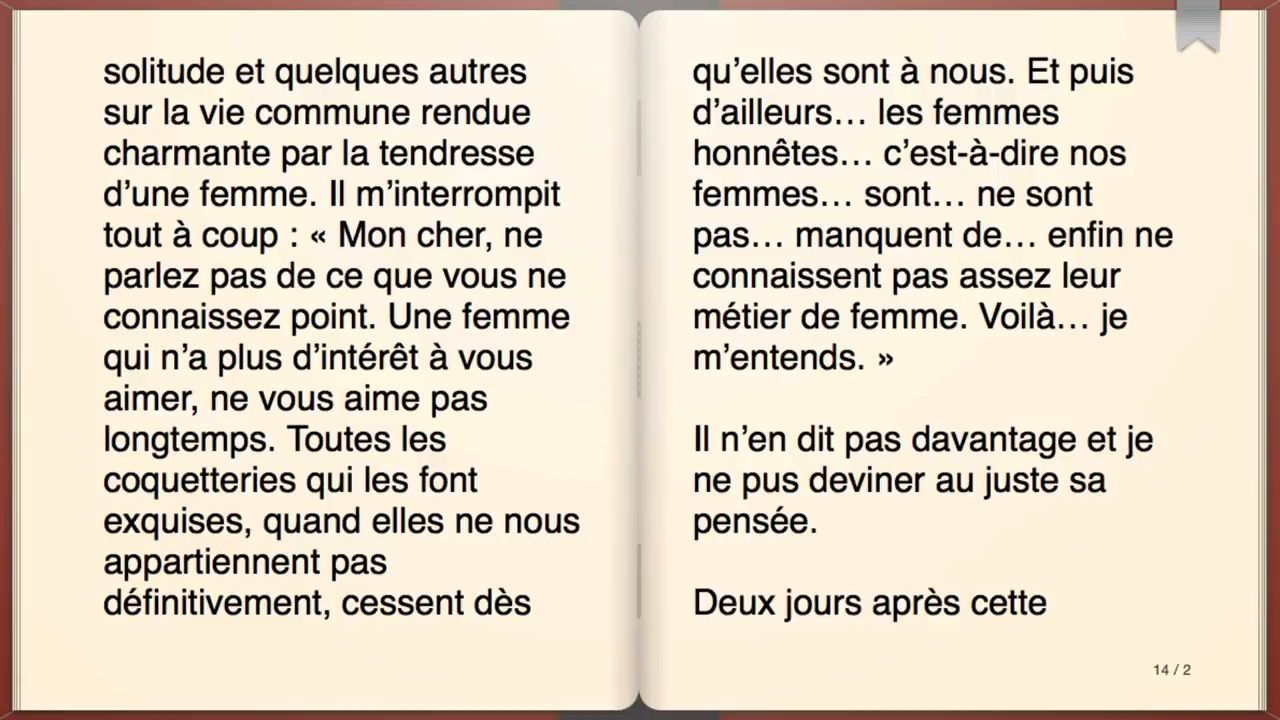 solitude et quelques autres
sur la vie commune rendue
charmante par la tendresse
d’une femme. Il m’interrompit
tout à coup : « Mon cher, ne
parlez pas de ce que vous ne
connaissez point. Une femme
qui n’a plus d’intérêt à vous
aimer, ne vous aime pas
longtemps. Toutes les
coquetteries qui les font
exquises, quand elles ne nous
appartiennent pas
définitivement, cessent dès
qu’elles sont à nous. Et puis
d’ailleurs… les femmes
honnêtes… c’est-à-dire nos
femmes… sont… ne sont
pas… manquent de… enfin ne
connaissent pas assez leur
métier de femme. Voilà… je
m’entends. »
Il n’en dit pas davantage et je
ne pus deviner au juste sa
pensée.
Deux jours après cette
14 / 2